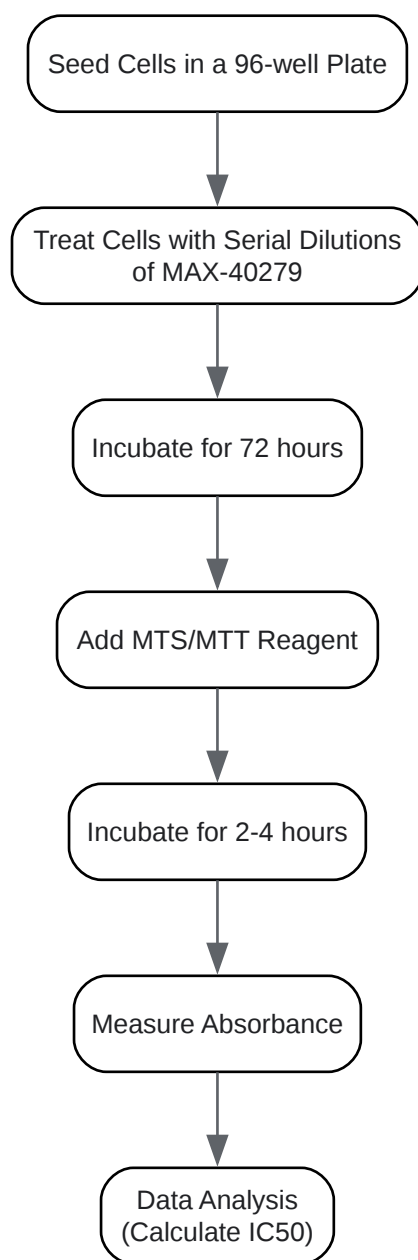 Seed Cells in a 96-well Plate
Treat Cells with Serial Dilutions
of MAX-40279
Incubate for 72 hours
Add MTS/MTT Reagent
Incubate for 2-4 hours
Measure Absorbance
Data Analysis
(Calculate IC50)